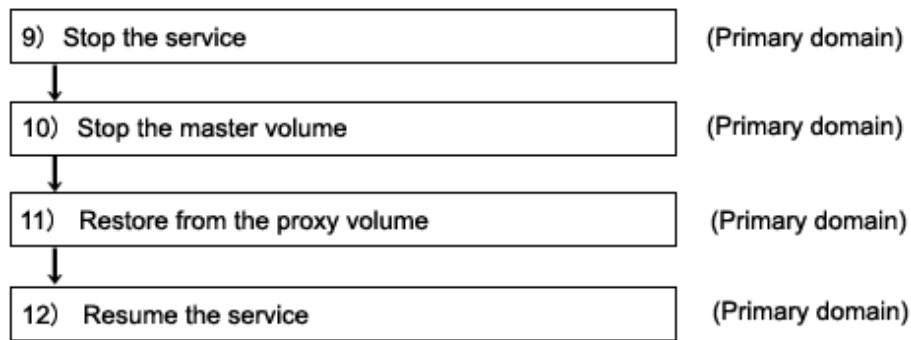 9) Stop the service (Primary domain)
10) Stop the master volume (Primary domain)
11) Restore from the proxy volume (Primary domain)
12) Resume the service (Primary domain)